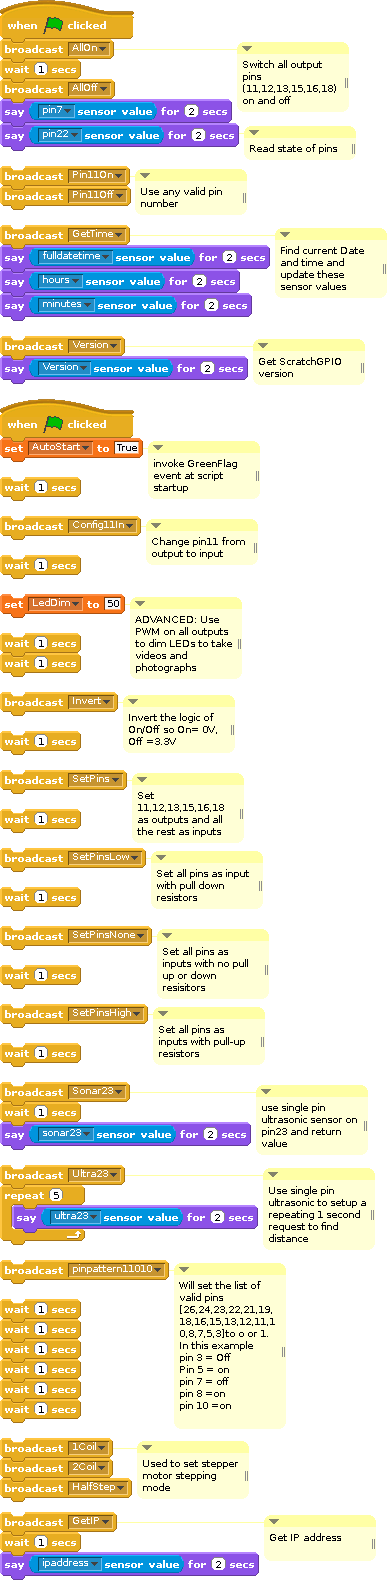 when clicked
broadcast AllOn
wait 1 secs
broadcast AllOff
say pin7 sensor value for 2 secs
say pin22 sensor value for 2 secs
Switch all output
pins
(11,12,13,15,16,18)
on and off
Read state of pins
broadcast Pin11On
broadcast Pin11Off
Use any valid pin
number
broadcast GetTime
say fulldatetime sensor value for 2 secs
say hours sensor value for 2 secs
say minutes sensor value for 2 secs
Find current Date
and time and
update these
sensor values
broadcast Version
say Version sensor value for 2 secs
Get ScratchGPIO
version
when clicked
set AutoStart to True
wait 1 secs
invoke GreenFlag
event at script
startup
broadcast Config11In
wait 1 secs
Change pin11 from
output to input
set LedDim to 50
wait 1 secs
wait 1 secs
ADVANCED: Use
PWM on all outputs
to dim LEDs to take
videos and
photographs
broadcast Invert
wait 1 secs
Invert the logic of
On/Off so On= 0V,
Off =3.3V
broadcast SetPins
wait 1 secs
Set
11,12,13,15,16,18
as outputs and all
the rest as inputs
broadcast SetPinsLow
wait 1 secs
Set all pins as input
with pull down
resistors
broadcast SetPinsNone
wait 1 secs
Set all pins as
inputs with no pull
up or down
resisitors
broadcast SetPinsHigh
wait 1 secs
Set all pins as
inputs with pull-up
resistors
broadcast Sonar23
wait 1 secs
say sonar23 sensor value for 2 secs
use single pin
ultrasonic sensor on
pin23 and return
value
broadcast Ultra23
repeat 5
say ultra23 sensor value for 2 secs
Use single pin
ultrasonic to setup a
repeating 1 second
request to find
distance
broadcast pinpattern11010
wait 1 secs
wait 1 secs
wait 1 secs
wait 1 secs
wait 1 secs
wait 1 secs
Will set the list of
valid pins
[26,24,23,22,21,19,
18,16,15,13,12,11,1
0,8,7,5,3]to o or 1.
In this example
pin 3 = Off
Pin 5 = on
pin 7 = off
pin 8 =on
pin 10 =on
broadcast 1Coil
broadcast 2Coil
broadcast HalfStep
Used to set stepper
motor stepping
mode
broadcast GetIP
wait 1 secs
say ipaddress sensor value for 2 secs
Get IP address